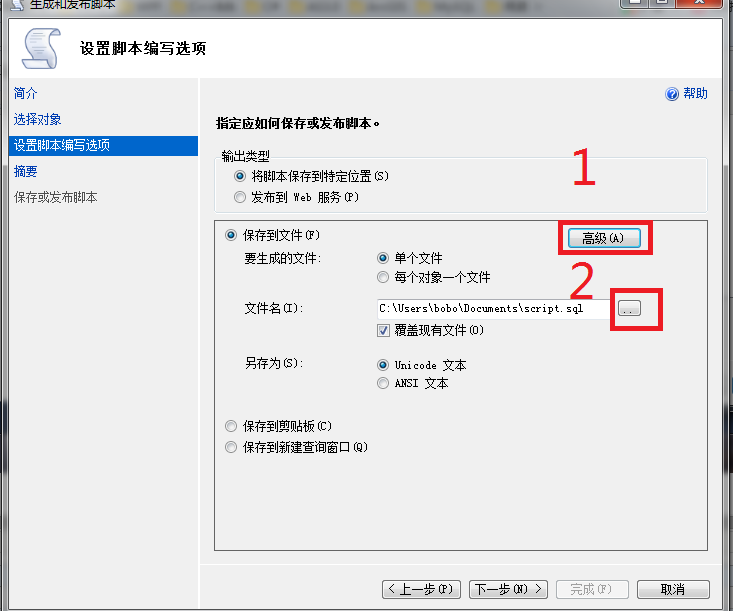 生成和发布脚本
设置脚本编写选项
简介
选择对象
设置脚本编写选项
摘要
保存或发布脚本
帮助
指定应如何保存或发布脚本。
输出类型
将脚本保存到特定位置(S)
发布到 Web 服务(P)
1
保存到文件(F)
高级(A)
要生成的文件:
单个文件
每个对象一个文件
2
文件名(I):
C:\Users\bobo\Documents\script.sql
..
覆盖现有文件(O)
另存为(S):
Unicode 文本
ANSI 文本
保存到剪贴板(C)
保存到新建查询窗口(Q)
< 上一步(P)
下一步(N) >
完成(F)
取消